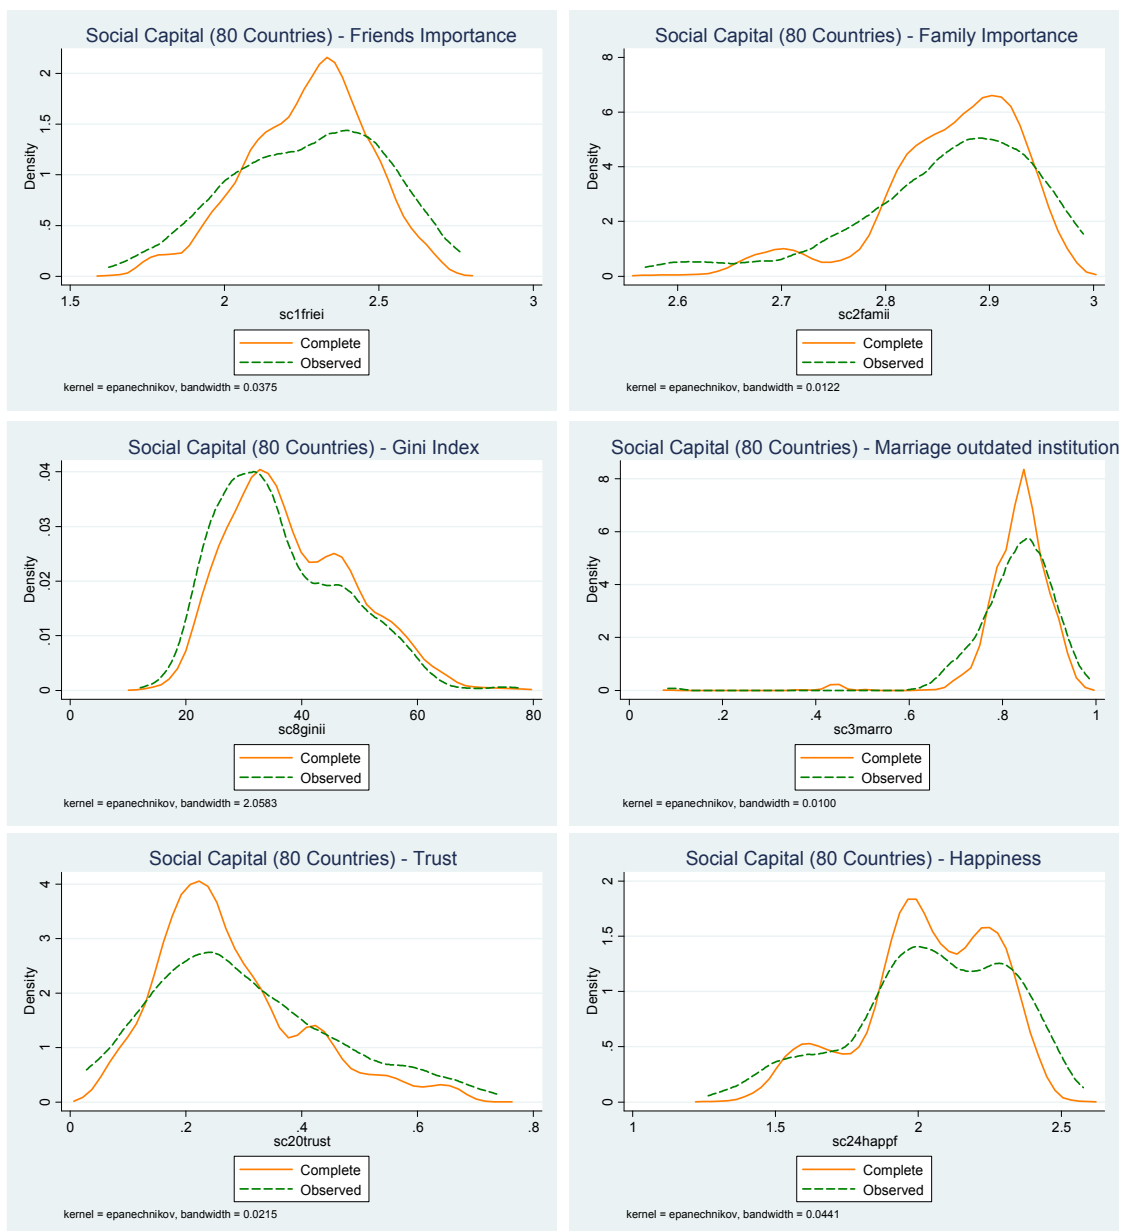 Social Capital (80 Countries) - Friends Importance
Density
0 .5 1 1.5 2
1.5 2 2.5 3
sc1friei
Complete
Observed
kernel = epanechnikov, bandwidth = 0.0375
Social Capital (80 Countries) - Family Importance
Density
0 2 4 6 8
2.6 2.7 2.8 2.9 3
sc2famii
Complete
Observed
kernel = epanechnikov, bandwidth = 0.0122
Social Capital (80 Countries) - Gini Index
Density
0 .01 .02 .03 .04
0 20 40 60 80
sc8ginii
Complete
Observed
kernel = epanechnikov, bandwidth = 2.0583
Social Capital (80 Countries) - Marriage outdated institution
Density
0 2 4 6 8
0 .2 .4 .6 .8 1
sc3marro
Complete
Observed
kernel = epanechnikov, bandwidth = 0.0100
Social Capital (80 Countries) - Trust
Density
0 1 2 3 4
0 .2 .4 .6 .8
sc20trust
Complete
Observed
kernel = epanechnikov, bandwidth = 0.0215
Social Capital (80 Countries) - Happiness
Density
0 .5 1 1.5 2
1 1.5 2 2.5
sc24happf
Complete
Observed
kernel = epanechnikov, bandwidth = 0.0441